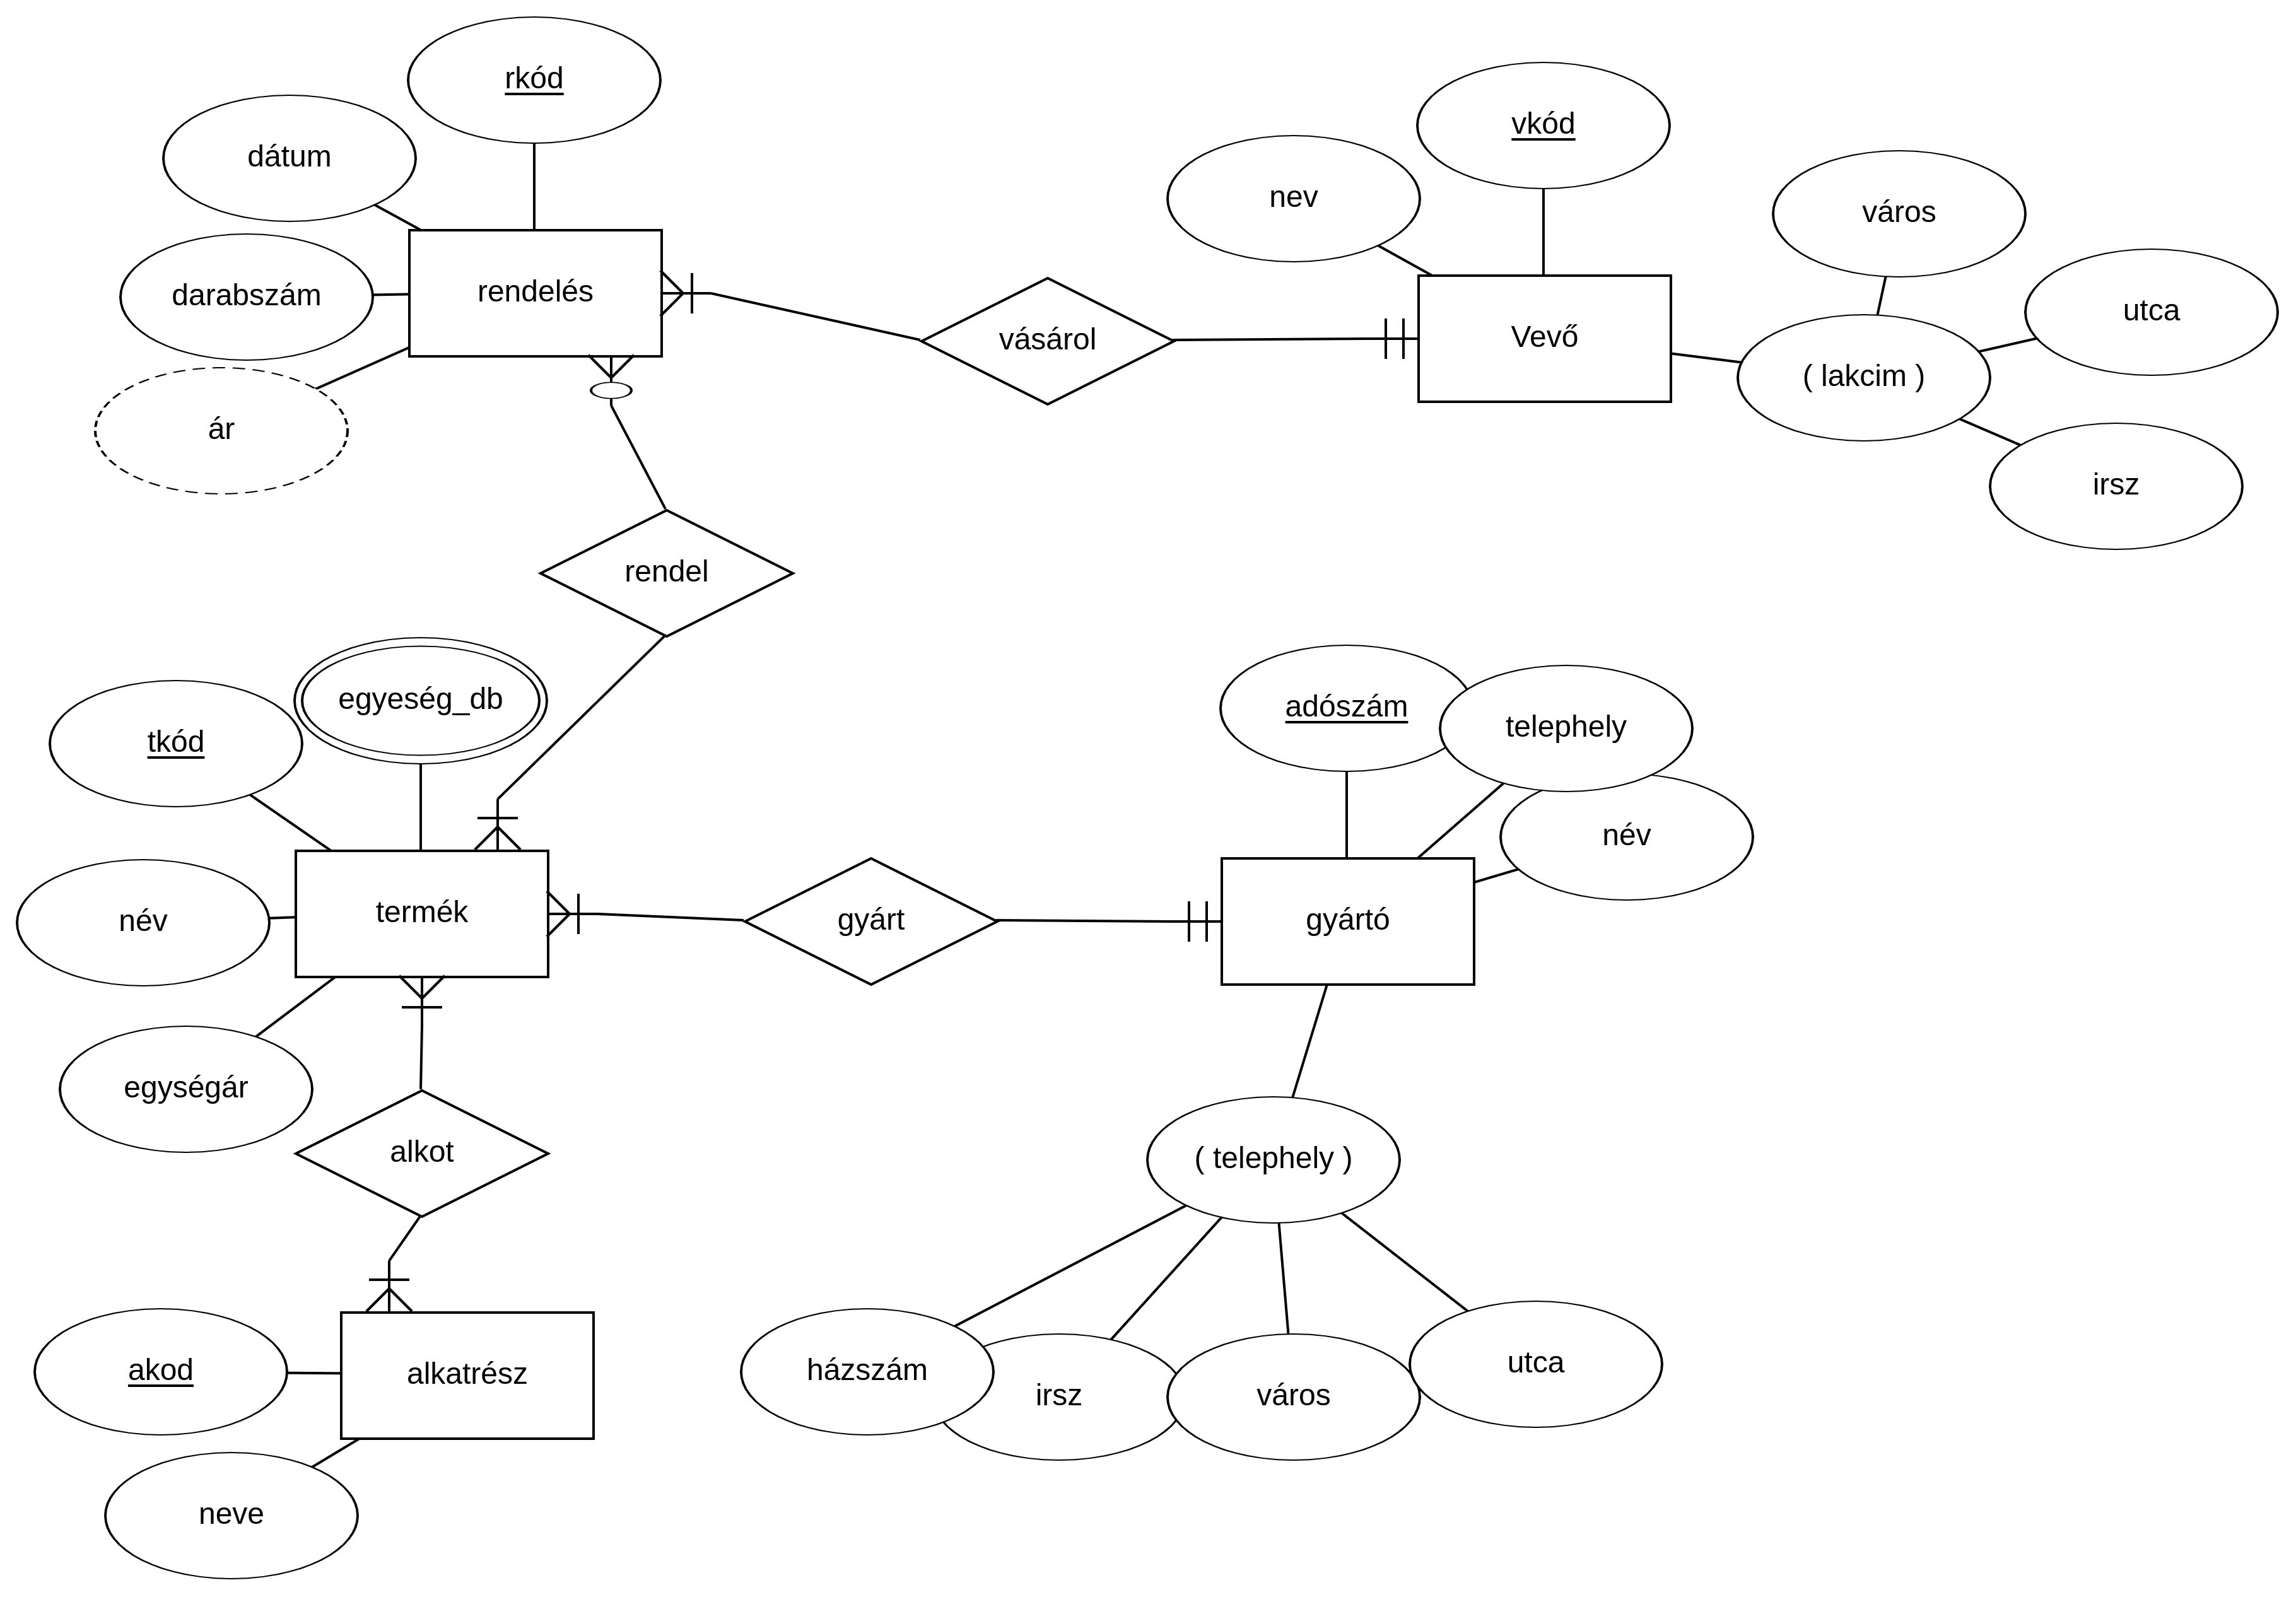 rkód
dátum
darabszám
ár
rendelés
vásárol
nev
vkód
Vevő
város
utca
( lakcim )
irsz
rendel
egyeség_db
tkód
név
termék
egységár
gyárt
adószám
telephely
név
gyártó
alkot
( telephely )
házszám
irsz
város
utca
akod
alkatrész
neve